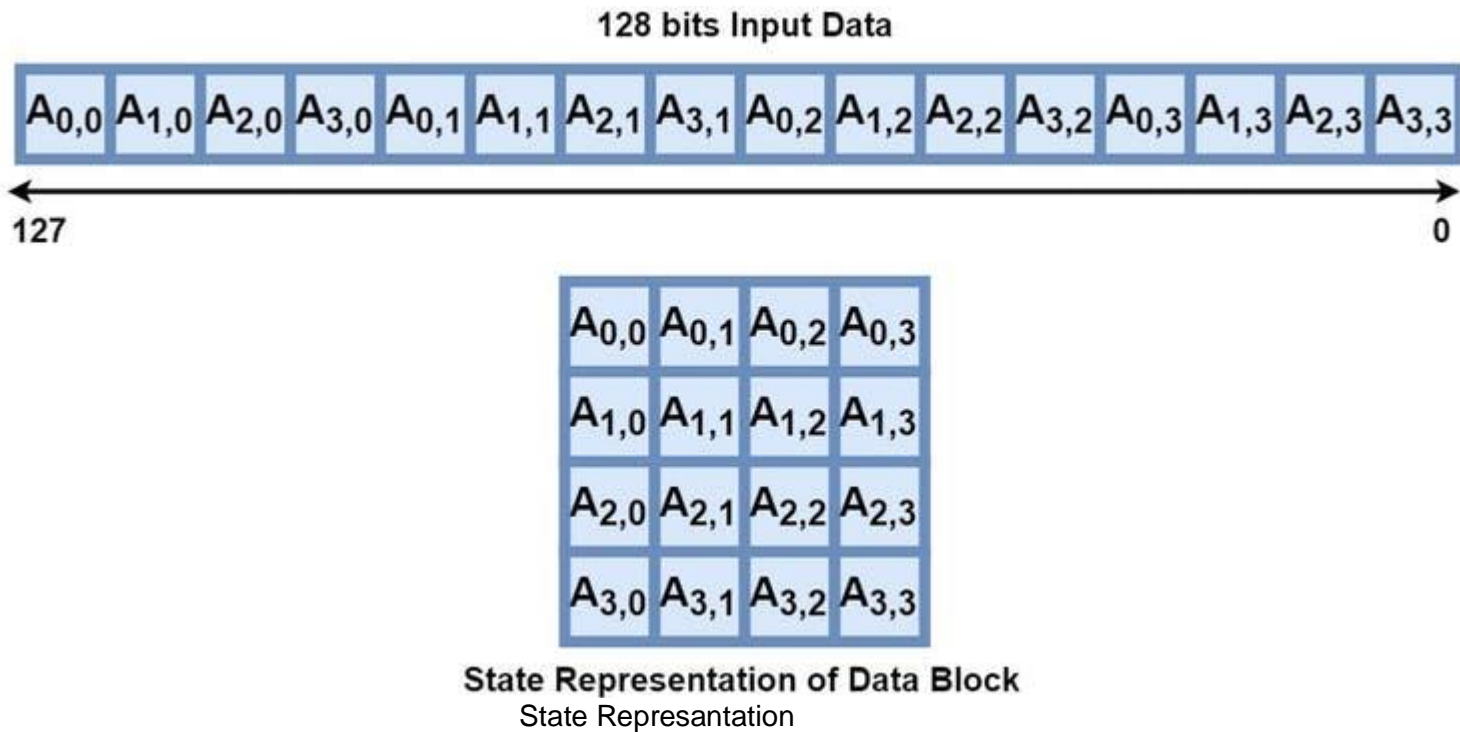 128 bits Input Data
A0,0 A1,0 A2,0 A3,0 A0,1 A1,1 A2,1 A3,1 A0,2 A1,2 A2,2 A3,2 A0,3 A1,3 A2,3 A3,3
127 0
A0,0 A0,1 A0,2 A0,3
A1,0 A1,1 A1,2 A1,3
A2,0 A2,1 A2,2 A2,3
A3,0 A3,1 A3,2 A3,3
State Representation of Data Block
State Represantation